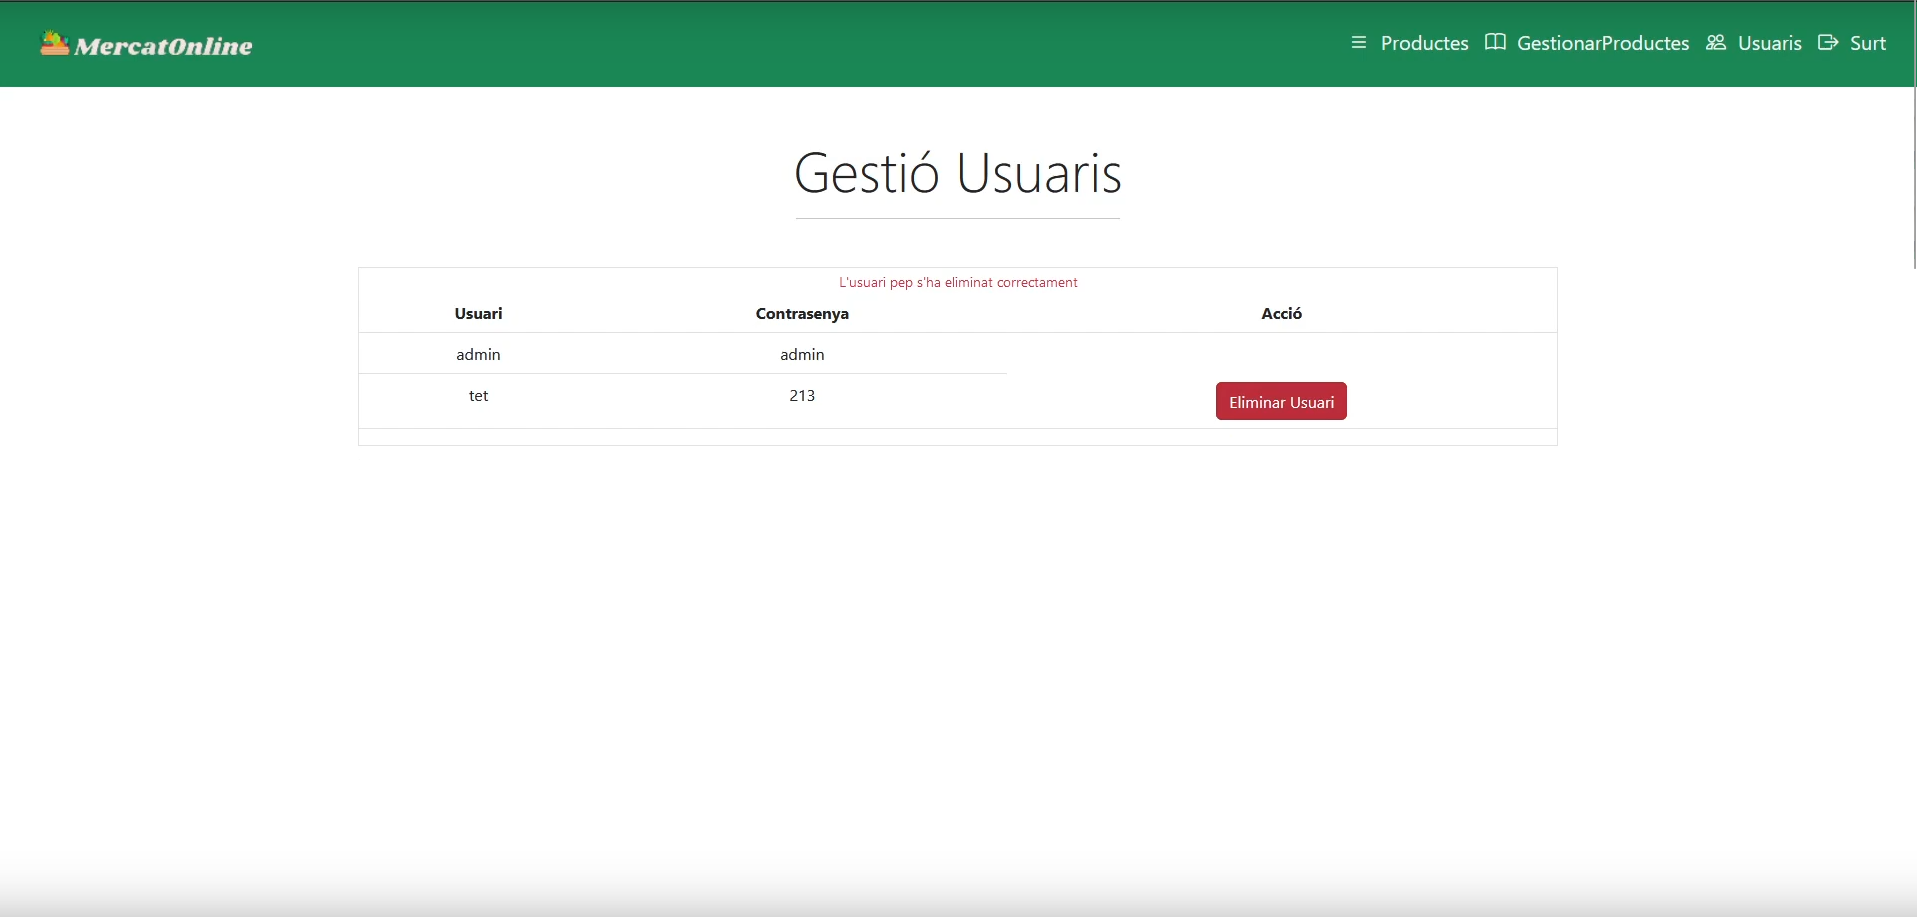 MercatOnline
Productes GestionarProductes Usuaris Surt
Gestió Usuaris
L'usuari pep s'ha eliminat correctament
Usuari Contrasenya Acció
admin admin
tet 213 Eliminar Usuari